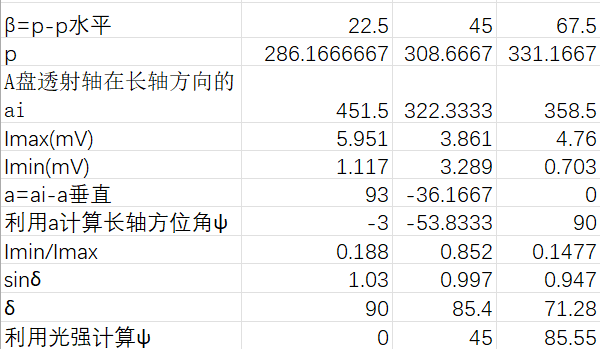 β=p-p水平 22.5 45 67.5
p 286.1666667 308.6667 331.1667
A盘透射轴在长轴方向的
ai 451.5 322.3333 358.5
Imax(mV) 5.951 3.861 4.76
Imin(mV) 1.117 3.289 0.703
a=ai-a垂直 93 -36.1667 0
利用a计算长轴方位角ψ -3 -53.8333 90
Imin/Imax 0.188 0.852 0.1477
sinδ 1.03 0.997 0.947
δ 90 85.4 71.28
利用光强计算ψ 0 45 85.55